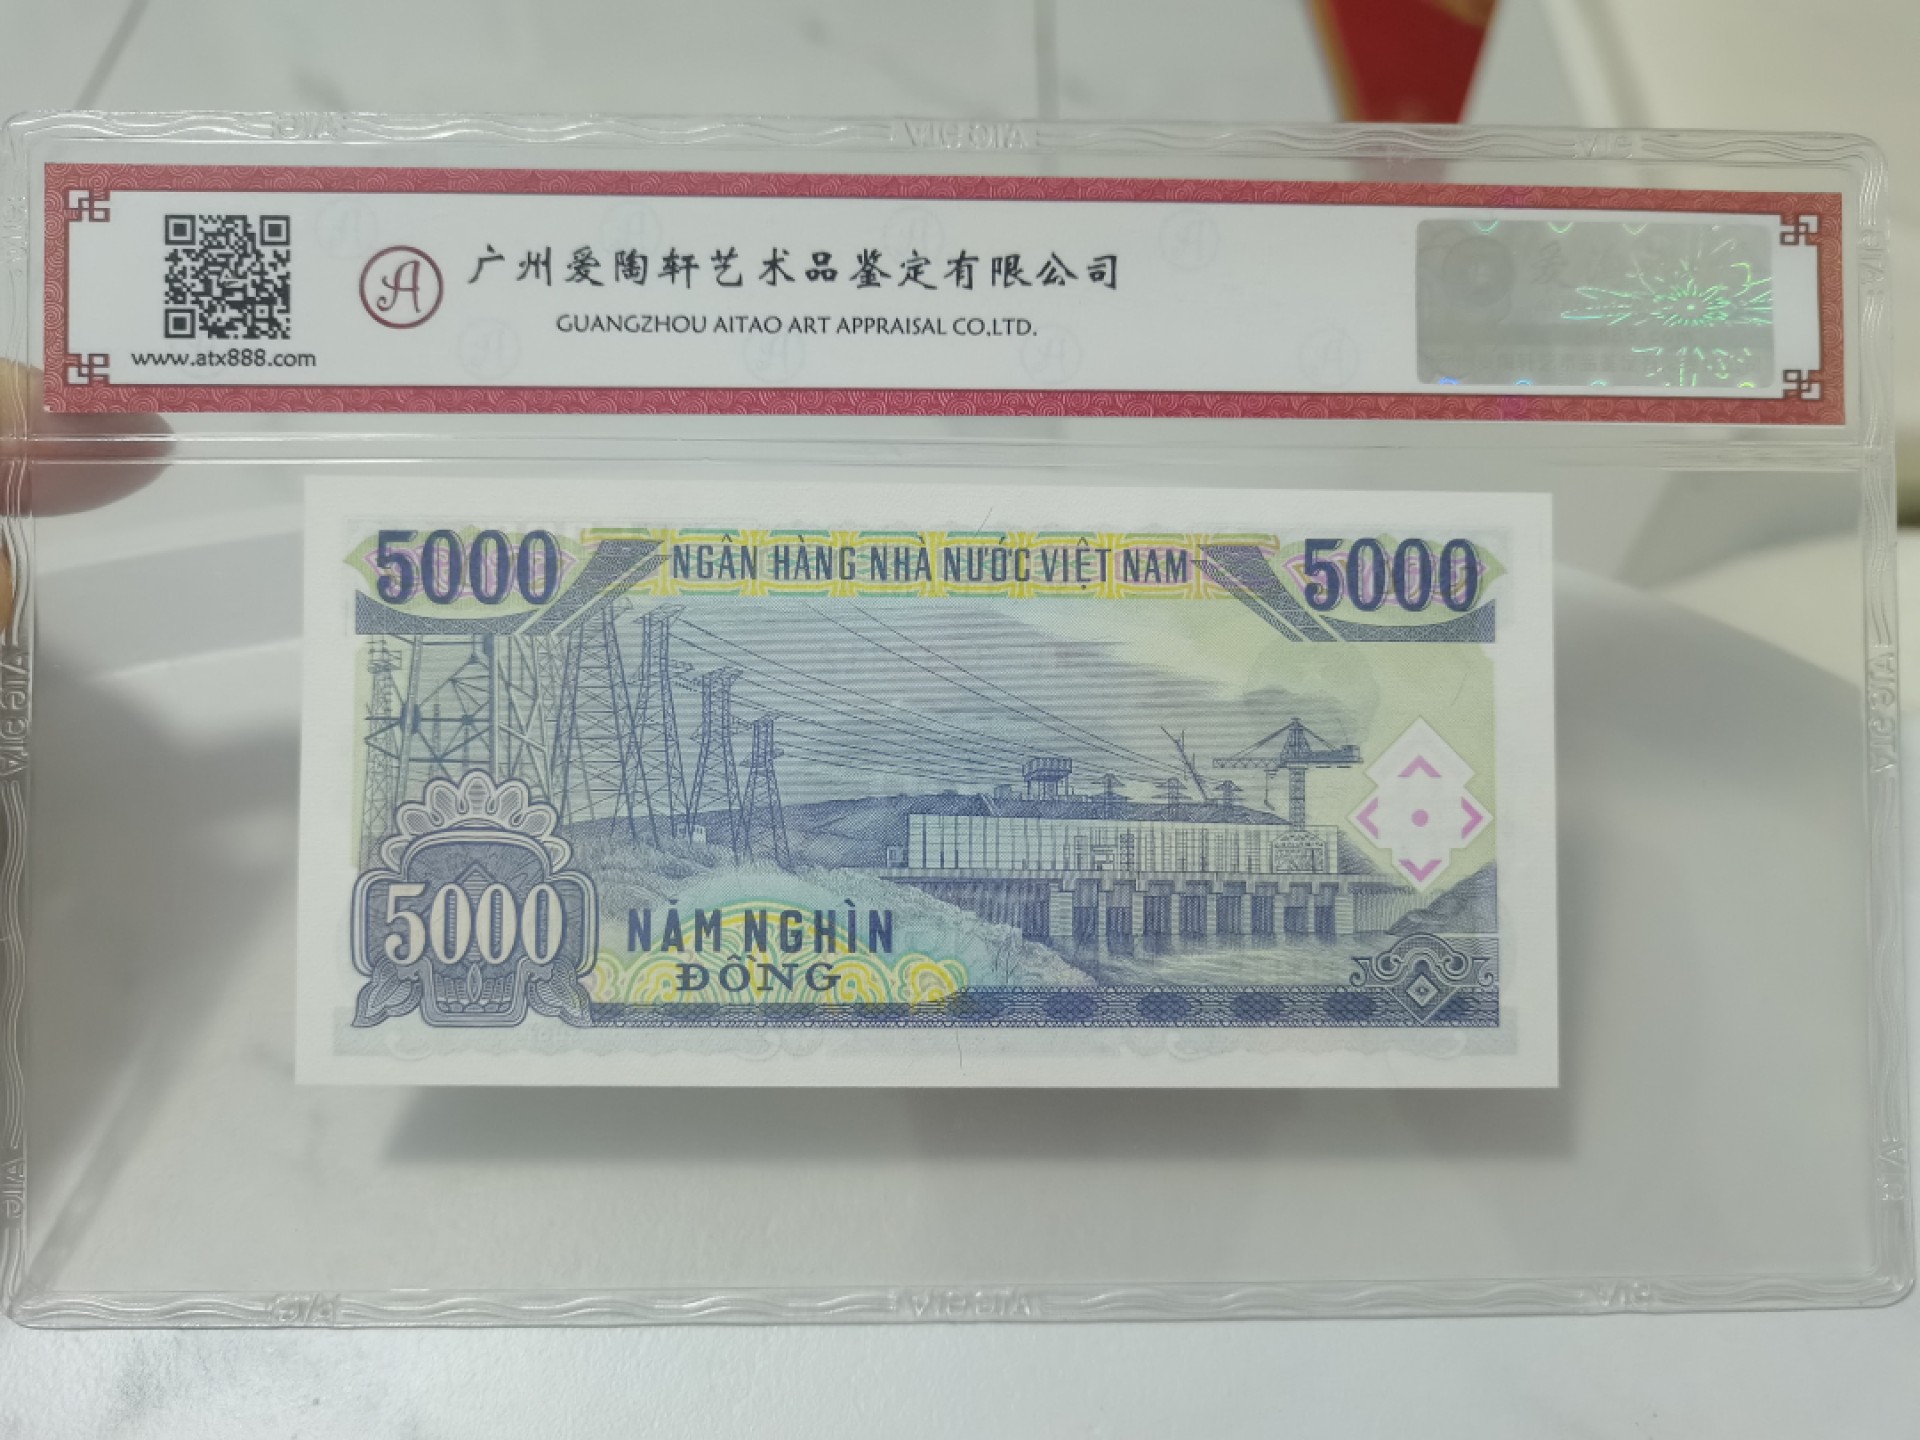 广州爱陶轩艺术品鉴定有限公司
GUANGZHOU AITAO ART APPRAISAL CO,LTD.
www.atx888.com
5000
NGÂN HÀNG NHÀ NƯỚC VIỆT NAM
5000
5000
NĂM NGHÌN
ĐỒNG